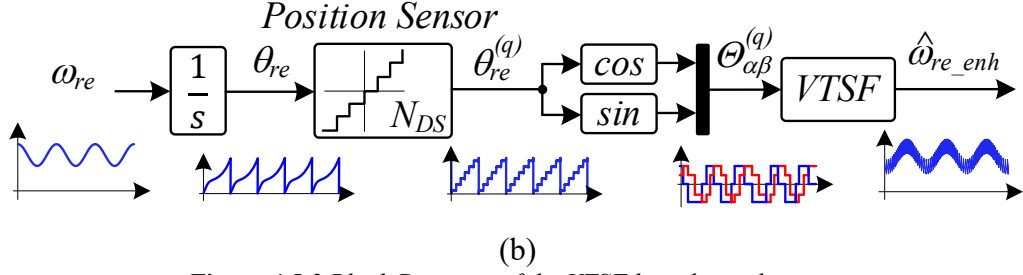 Position Sensor
ω_re
1
s
θ_re
N_DS
θ_re^(q)
cos
sin
Θ_αβ^(q)
VTSF
ω̂_re_enh
(b)